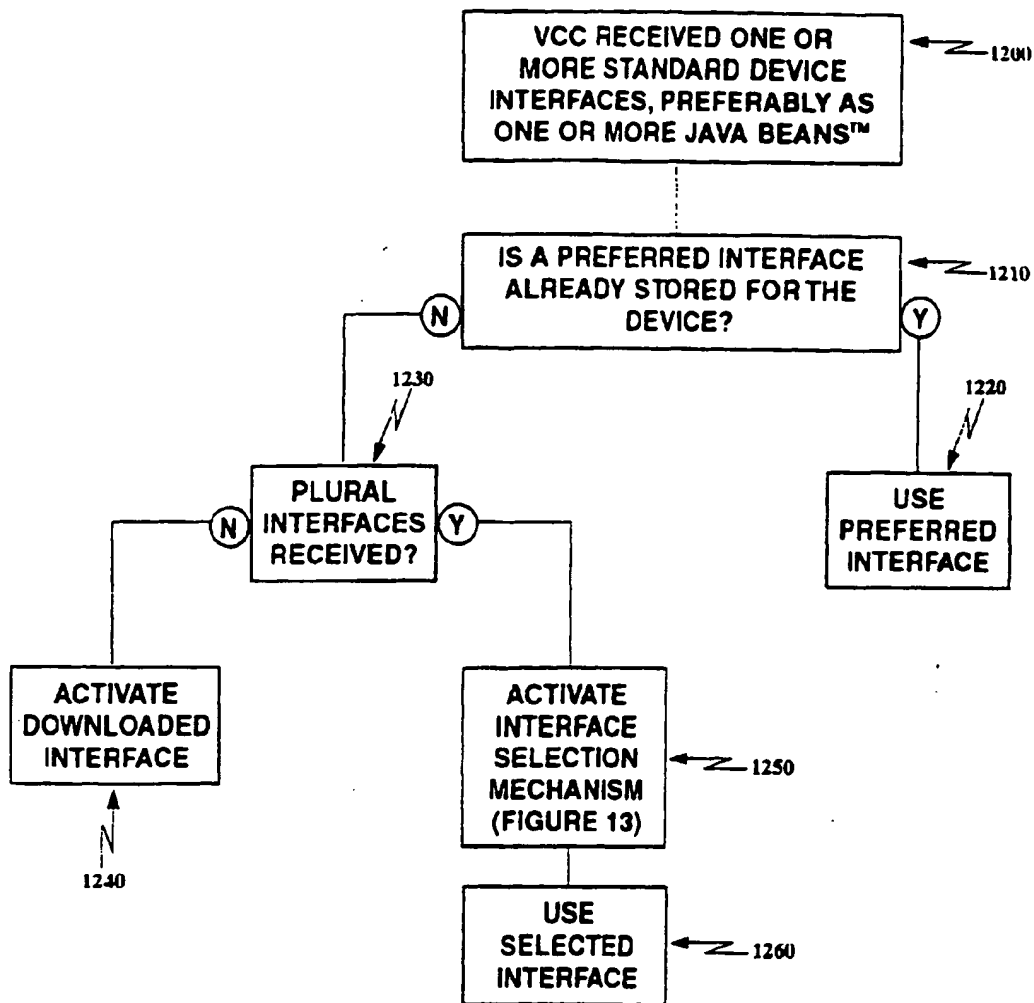 VCC RECEIVED ONE OR
MORE STANDARD DEVICE
INTERFACES, PREFERABLY AS
ONE OR MORE JAVA BEANS™
1200
IS A PREFERRED INTERFACE
ALREADY STORED FOR THE
DEVICE?
1210
N
Y
1230
1220
PLURAL
INTERFACES
RECEIVED?
N
Y
USE
PREFERRED
INTERFACE
ACTIVATE
DOWNLOADED
INTERFACE
1240
ACTIVATE
INTERFACE
SELECTION
MECHANISM
(FIGURE 13)
1250
USE
SELECTED
INTERFACE
1260